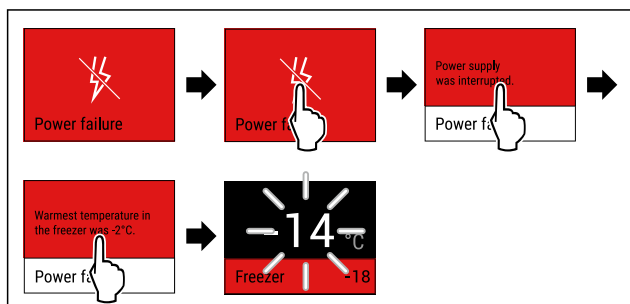 Power failure
Power fa
Power supply
was interrupted.
Power fa
Warmest temperature in
the freezer was -2°C.
Power fa
-14 °C
Freezer -18